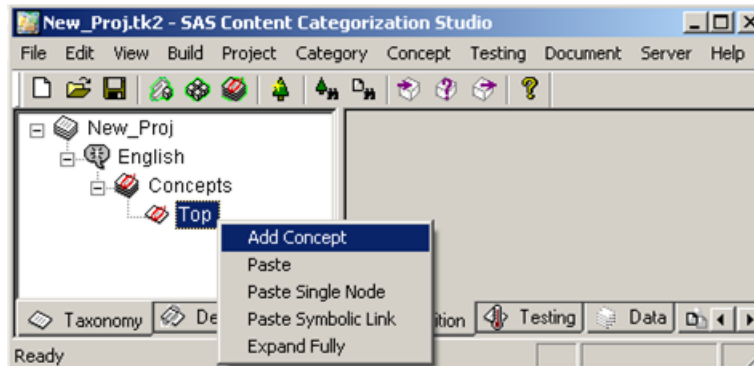 New_Proj.tk2 - SAS Content Categorization Studio
File Edit View Build Project Category Concept Testing Document Server Help
New_Proj
English
Concepts
Top
Add Concept
Paste
Paste Single Node
Paste Symbolic Link
Expand Fully
Taxonomy De ition Testing Data
Ready